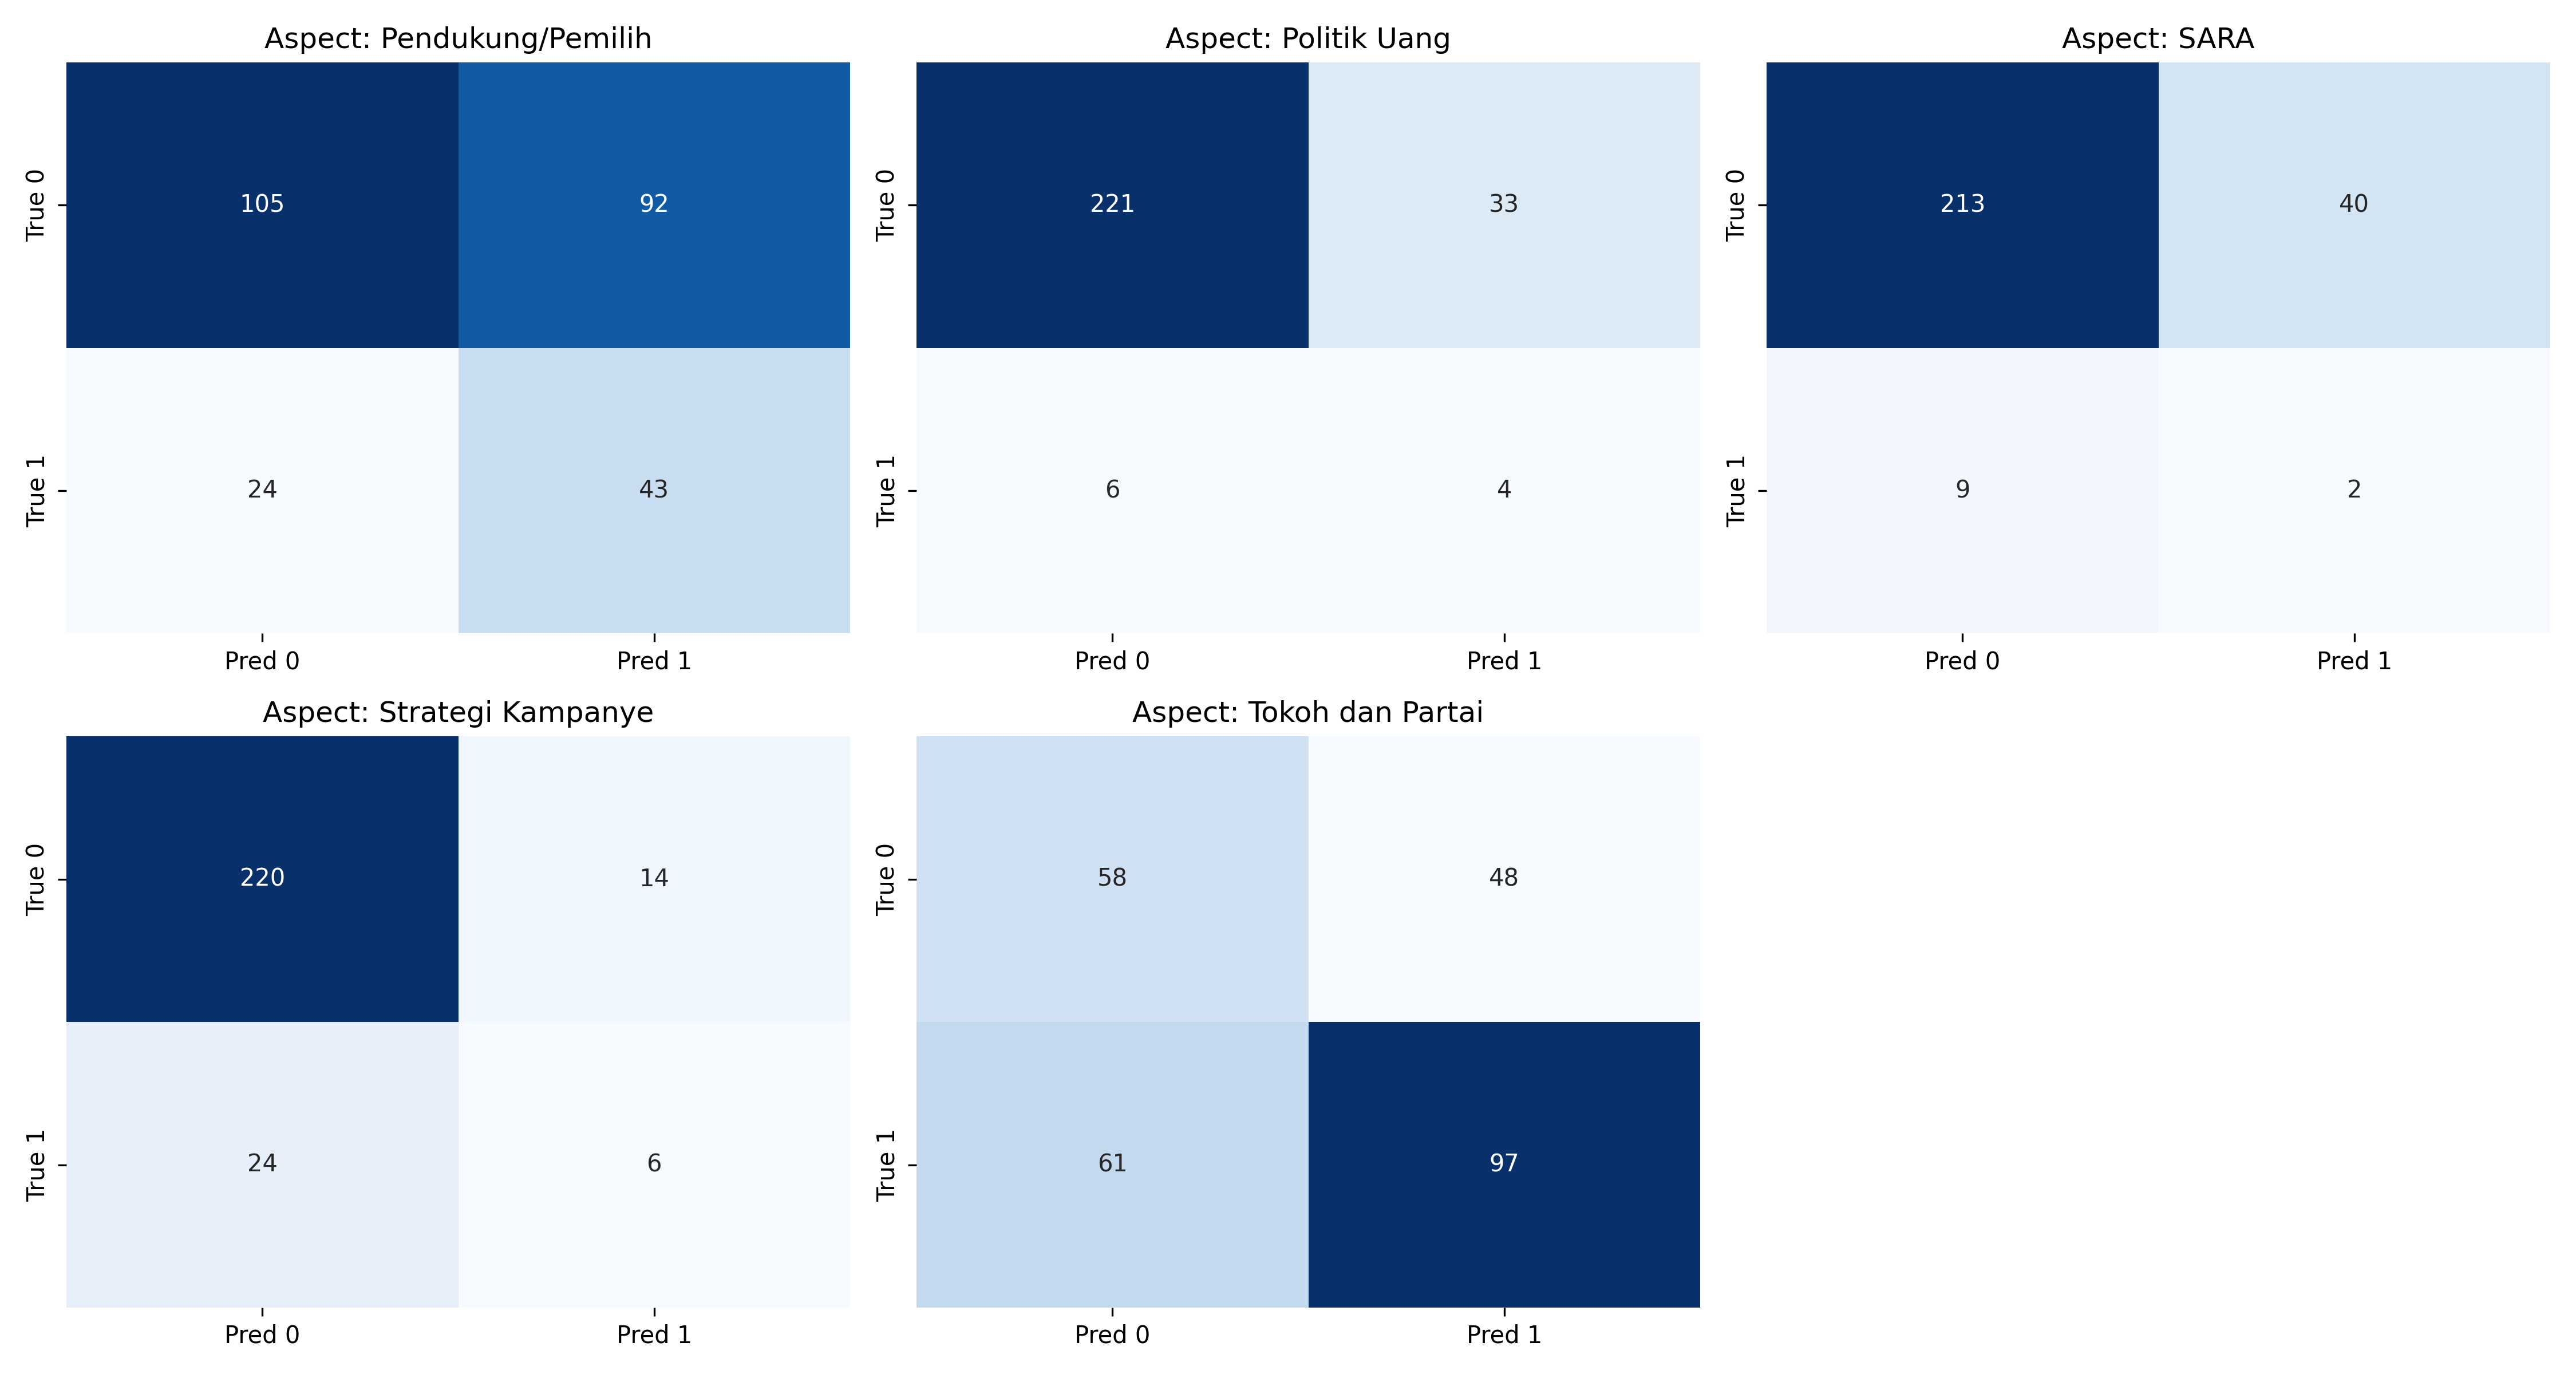 Aspect: Pendukung/Pemilih
True 0
105
92
True 1
24
43
Pred 0
Pred 1
Aspect: Politik Uang
True 0
221
33
True 1
6
4
Pred 0
Pred 1
Aspect: SARA
True 0
213
40
True 1
9
2
Pred 0
Pred 1
Aspect: Strategi Kampanye
True 0
220
14
True 1
24
6
Pred 0
Pred 1
Aspect: Tokoh dan Partai
True 0
58
48
True 1
61
97
Pred 0
Pred 1